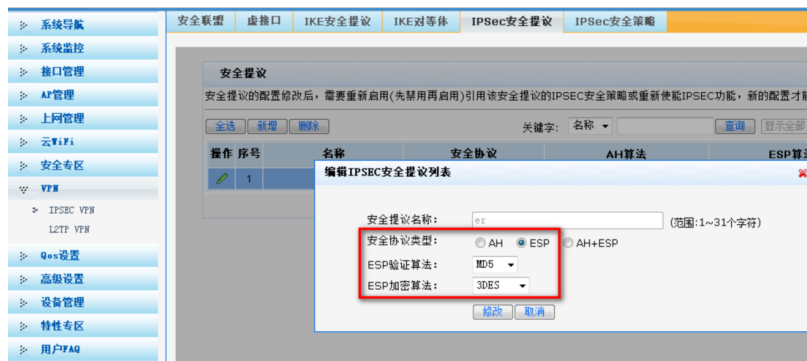 安全联盟 虚接口 IKE安全提议 IKE对等体 IPSec安全提议 IPSec安全策略
系统导航
系统监控
接口管理
AP管理
上网管理
云WiFi
安全专区
VPN
IPSEC VPN
L2TP VPN
Qos设置
高级设置
设备管理
特性专区
用户FAQ
安全提议
安全提议的配置修改后，需要重新启用(先禁用再启用)引用该安全提议的IPSEC安全策略或重新使能IPSEC功能，新的配置才
全选 新增 删除 关键字: 名称 查询 显示全部
操作 序号 名称 安全协议 AH算法 ESP算
1
编辑IPSEC安全提议列表
安全提议名称: er (范围:1~31个字符)
安全协议类型: AH ESP AH+ESP
ESP验证算法: MD5
ESP加密算法: 3DES
修改 取消